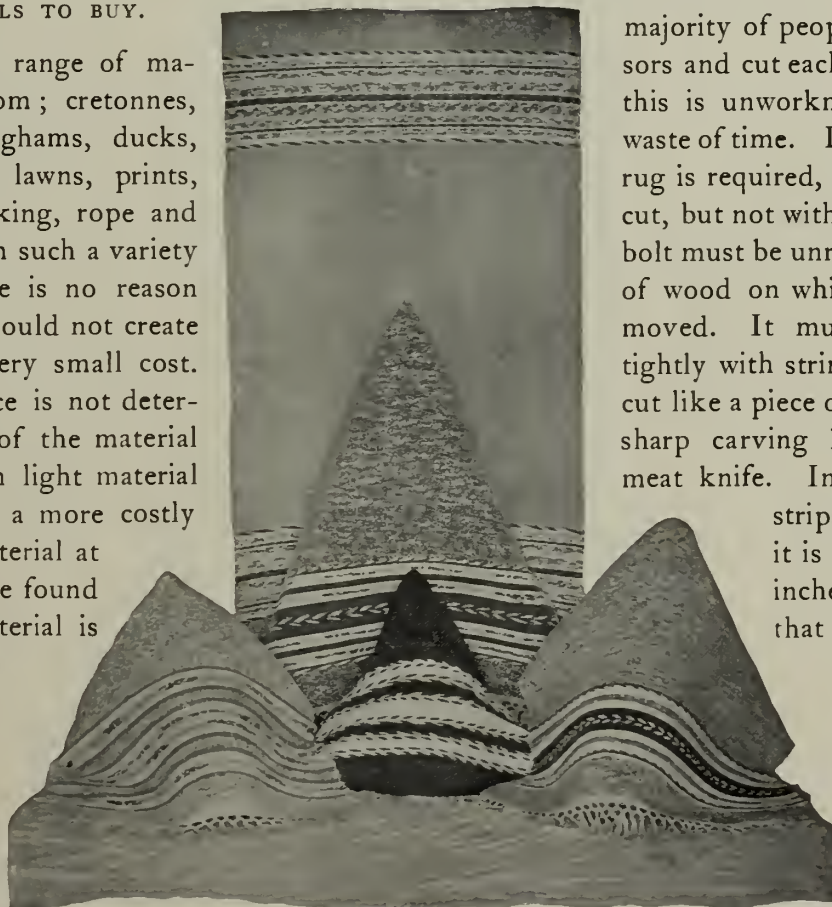 LS TO BUY.
range of ma-
om ; cretonnes,
ghams, ducks,
lawns, prints,
king, rope and
n such a variety
e is no reason
ould not create
ery small cost.
ce is not deter-
of the material
n light material
a more costly
terial at
e found
terial is
majority of peop
sors and cut each
this is unworkn
waste of time.
rug is required,
cut, but not with
bolt must be unr
of wood on whi
moved. It mu
tightly with strin
cut like a piece
sharp carving
meat knife. In
strip
it is
inche
that